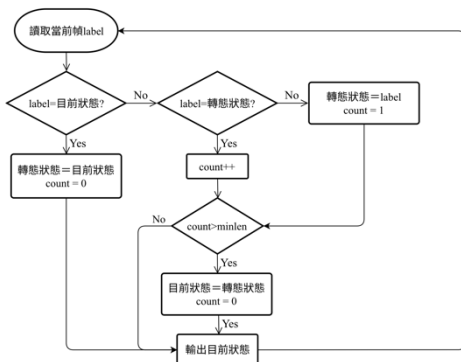 讀取當前幀label
label=目前狀態?
No
label=轉態狀態?
No
轉態狀態＝label
count = 1
Yes
Yes
轉態狀態＝目前狀態
count = 0
count++
No
count>minlen
Yes
目前狀態＝轉態狀態
count = 0
Yes
輸出目前狀態